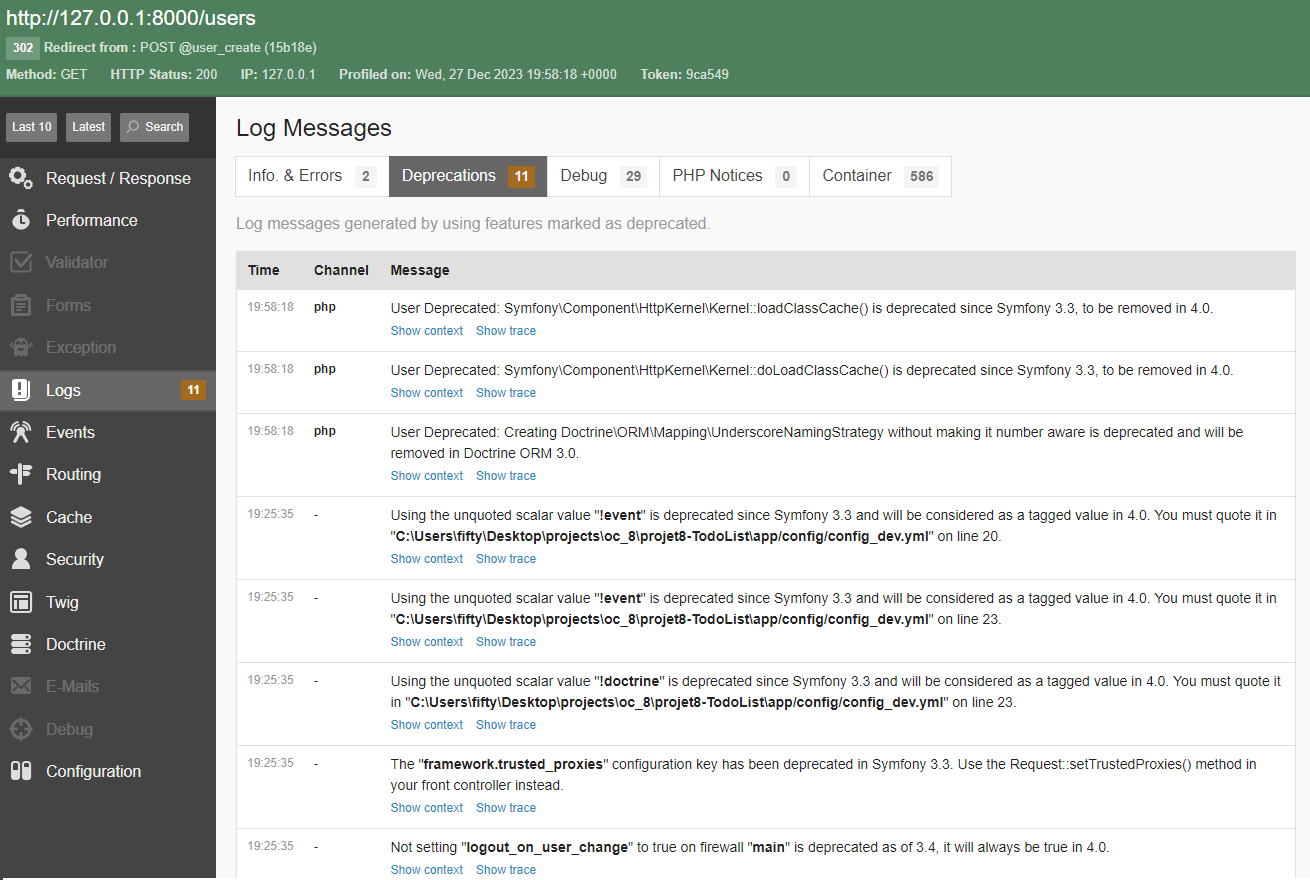 http://127.0.0.1:8000/users
302 Redirect from : POST @user_create (15b18e)
Method: GET HTTP Status: 200 IP: 127.0.0.1 Profiled on: Wed, 27 Dec 2023 19:58:18 +0000 Token: 9ca549
Last 10 Latest Search
Request / Response
Performance
Validator
Forms
Exception
Logs 11
Events
Routing
Cache
Security
Twig
Doctrine
E-Mails
Debug
Configuration
Log Messages
Info. & Errors 2 Deprecations 11 Debug 29 PHP Notices 0 Container 586
Log messages generated by using features marked as deprecated.
Time Channel Message
19:58:18 php User Deprecated: Symfony\Component\HttpKernel\Kernel::loadClassCache() is deprecated since Symfony 3.3, to be removed in 4.0.
Show context Show trace
19:58:18 php User Deprecated: Symfony\Component\HttpKernel\Kernel::doLoadClassCache() is deprecated since Symfony 3.3, to be removed in 4.0.
Show context Show trace
19:58:18 php User Deprecated: Creating Doctrine\ORM\Mapping\UnderscoreNamingStrategy without making it number aware is deprecated and will be
removed in Doctrine ORM 3.0.
Show context Show trace
19:25:35 - Using the unquoted scalar value "!event" is deprecated since Symfony 3.3 and will be considered as a tagged value in 4.0. You must quote it in
"C:\Users\fifty\Desktop\projects\oc_8\projet8-TodoList\app/config/config_dev.yml" on line 20.
Show context Show trace
19:25:35 - Using the unquoted scalar value "!event" is deprecated since Symfony 3.3 and will be considered as a tagged value in 4.0. You must quote it in
"C:\Users\fifty\Desktop\projects\oc_8\projet8-TodoList\app/config/config_dev.yml" on line 23.
Show context Show trace
19:25:35 - Using the unquoted scalar value "!doctrine" is deprecated since Symfony 3.3 and will be considered as a tagged value in 4.0. You must quote it
in "C:\Users\fifty\Desktop\projects\oc_8\projet8-TodoList\app/config/config_dev.yml" on line 23.
Show context Show trace
19:25:35 - The "framework.trusted_proxies" configuration key has been deprecated in Symfony 3.3. Use the Request::setTrustedProxies() method in
your front controller instead.
Show context Show trace
19:25:35 - Not setting "logout_on_user_change" to true on firewall "main" is deprecated as of 3.4, it will always be true in 4.0.
Show context Show trace